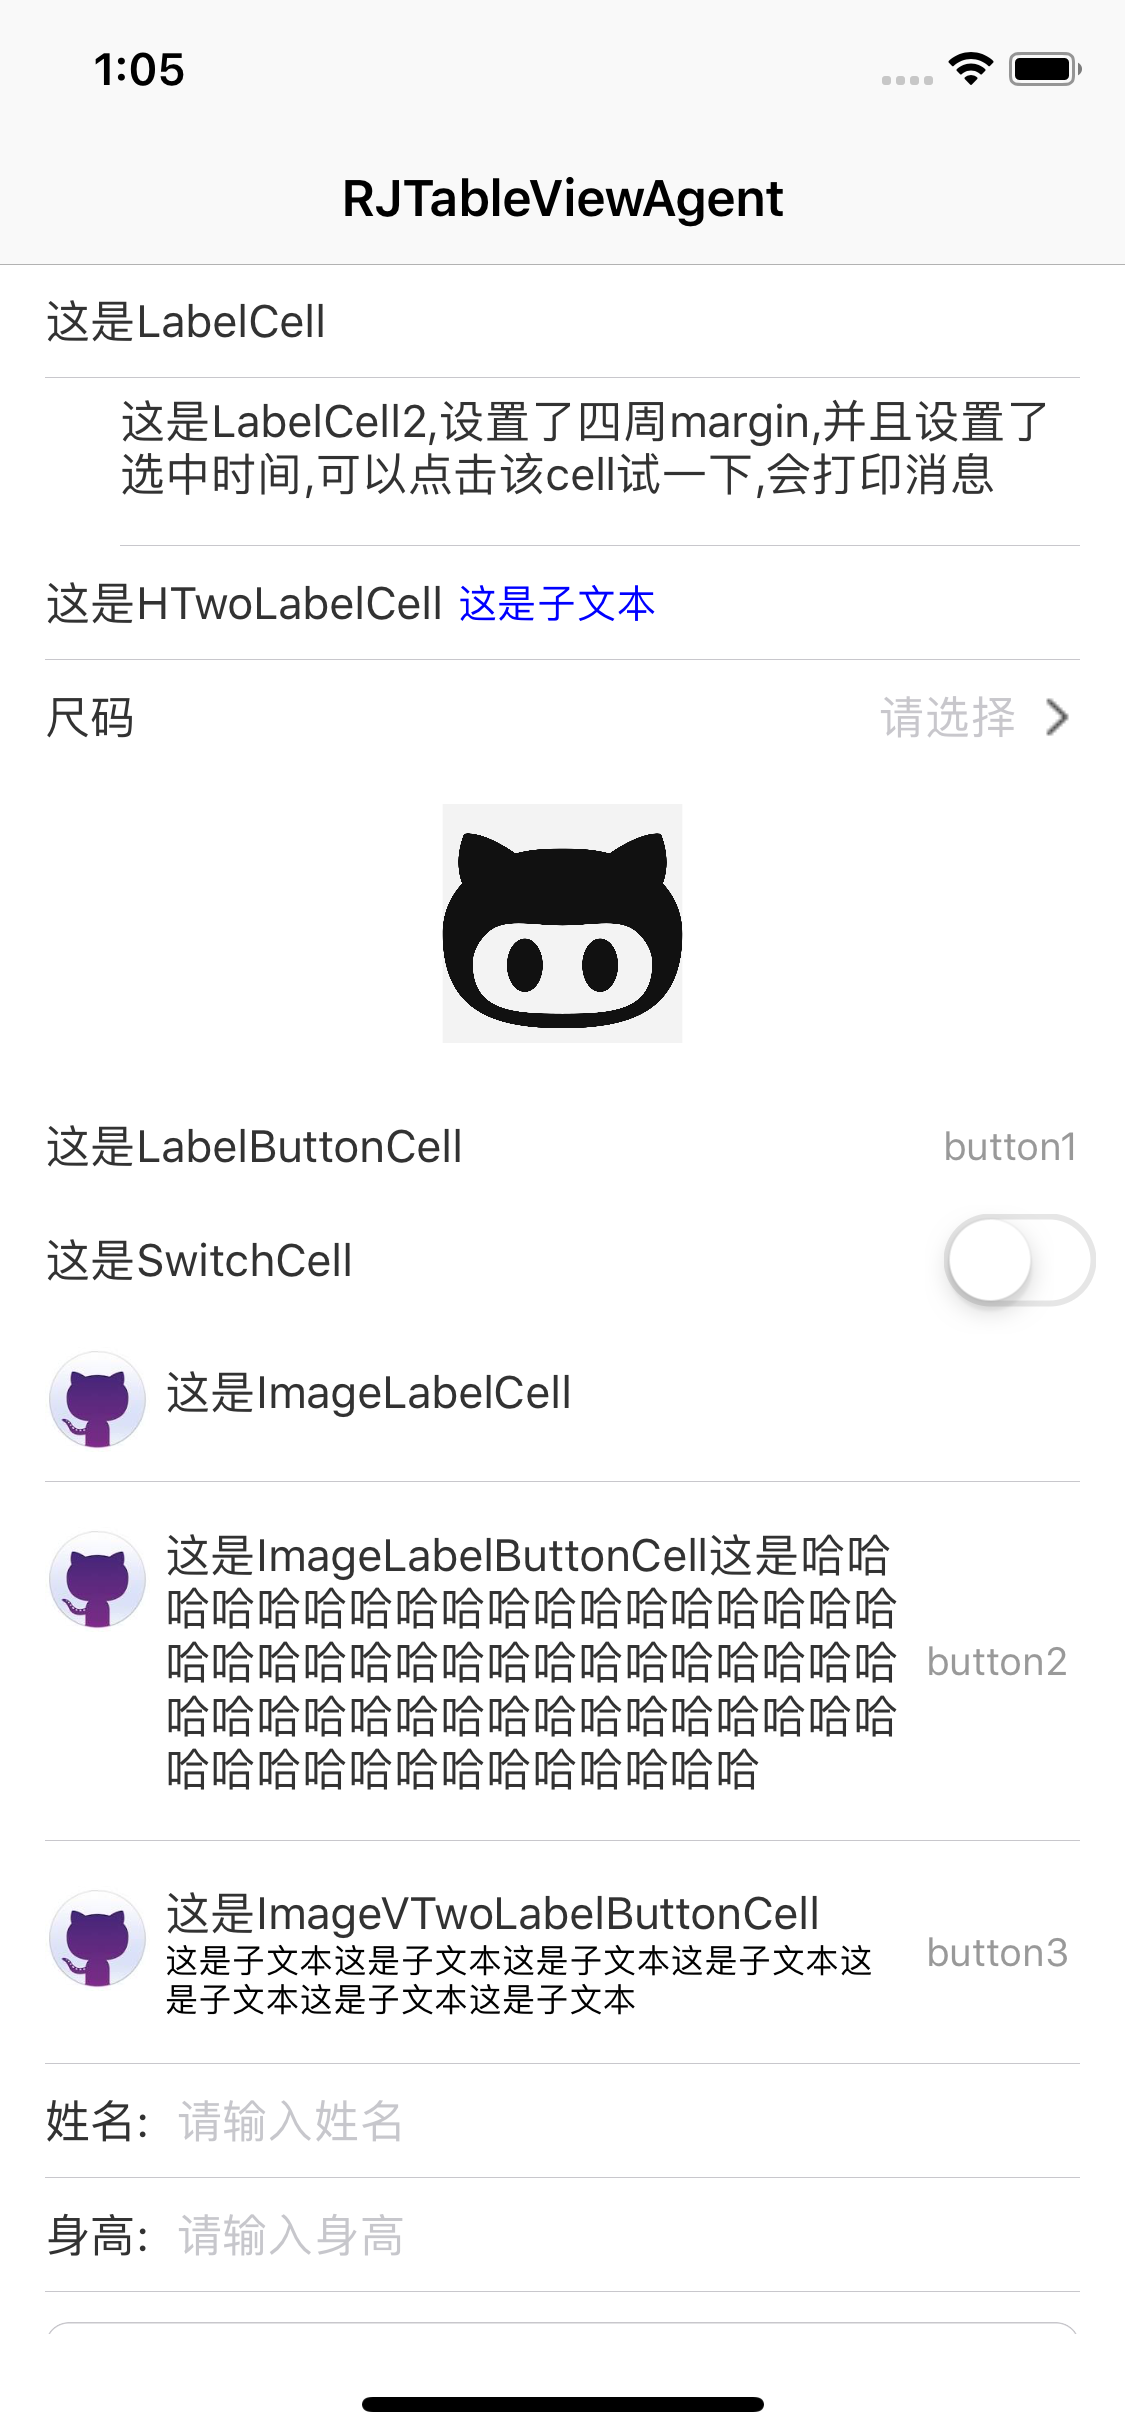 1:05
RJTableViewAgent
这是LabelCell
这是LabelCell2,设置了四周margin,并且设置了
选中时间,可以点击该cell试一下,会打印消息
这是HTwoLabelCell 这是子文本
尺码 请选择
这是LabelButtonCell button1
这是SwitchCell
这是ImageLabelCell
这是ImageLabelButtonCell这是哈哈
哈哈哈哈哈哈哈哈哈哈哈哈哈哈哈哈
哈哈哈哈哈哈哈哈哈哈哈哈哈哈哈哈
button2
哈哈哈哈哈哈哈哈哈哈哈哈哈哈哈哈
哈哈哈哈哈哈哈哈哈哈哈哈哈
这是ImageVTwoLabelButtonCell
button3
这是子文本这是子文本这是子文本这是子文本这
是子文本这是子文本这是子文本
姓名: 请输入姓名
身高: 请输入身高